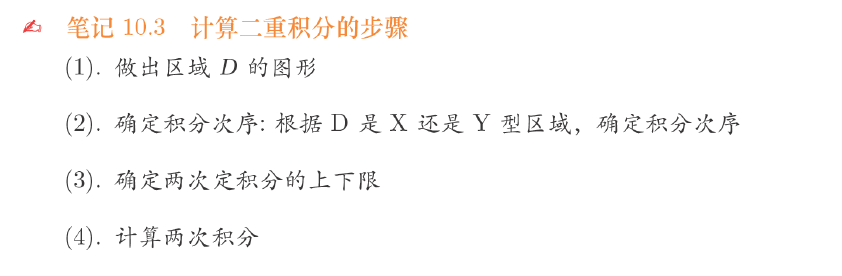 笔记 10.3 计算二重积分的步骤
(1). 做出区域 D 的图形
(2). 确定积分次序: 根据 D 是 X 还是 Y 型区域，确定积分次序
(3). 确定两次定积分的上下限
(4). 计算两次积分